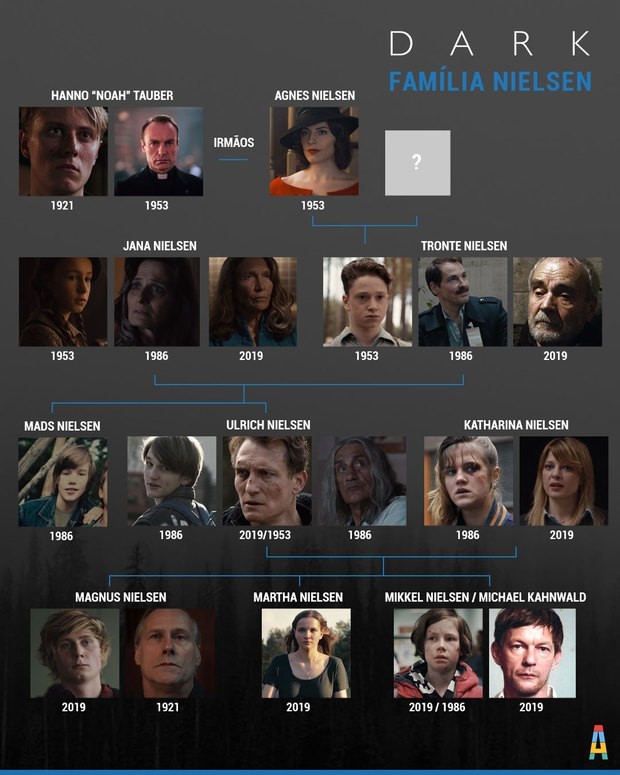 DARK
FAMÍLIA NIELSEN
HANNO "NOAH" TAUBER
AGNES NIELSEN
IRMÃOS
?
1921
1953
1953
JANA NIELSEN
TRONTE NIELSEN
1953
1986
2019
1953
1986
2019
MADS NIELSEN
ULRICH NIELSEN
KATHARINA NIELSEN
1986
1986
2019/1953
1986
1986
2019
MAGNUS NIELSEN
MARTHA NIELSEN
MIKKEL NIELSEN / MICHAEL KAHNWALD
2019
1921
2019
2019 / 1986
2019
A